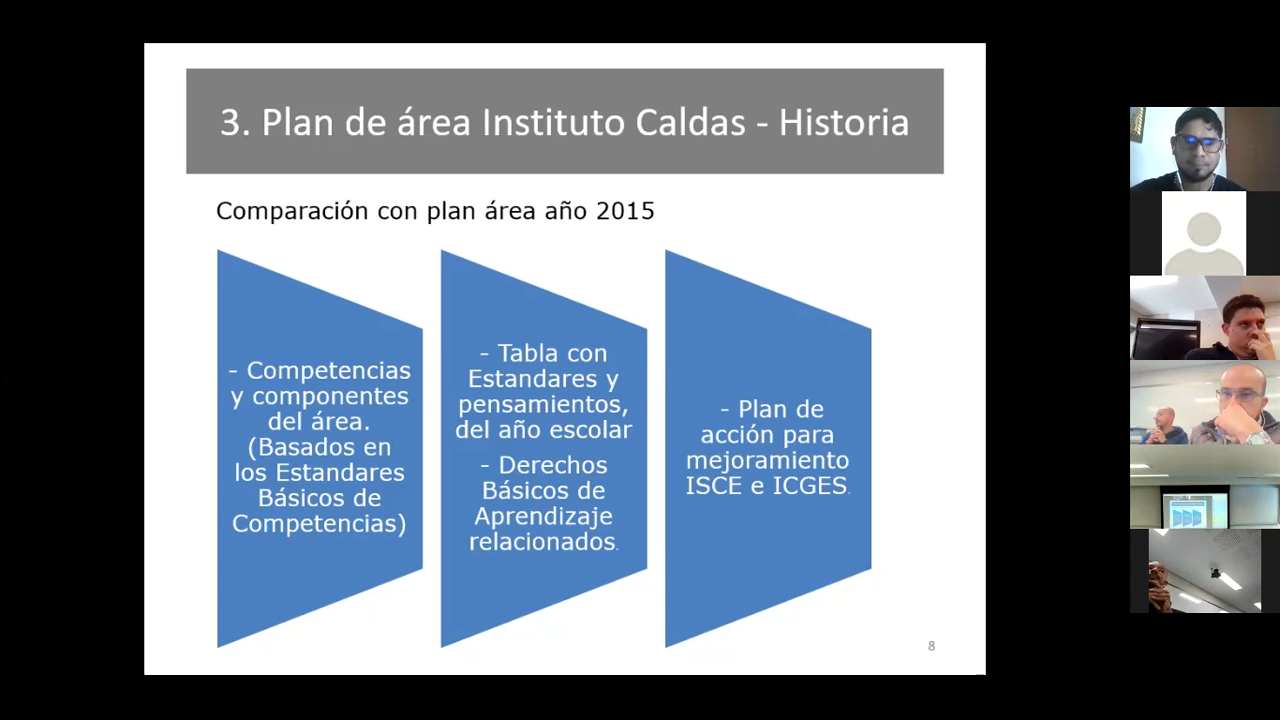 3. Plan de área Instituto Caldas - Historia
Comparación con plan área año 2015
- Competencias
y componentes
del área.
(Basados en
los Estandares
Básicos de
Competencias)
- Tabla con
Estandares y
pensamientos,
del año escolar
- Derechos
Básicos de
Aprendizaje
relacionados.
- Plan de
acción para
mejoramiento
ISCE e ICGES.
8